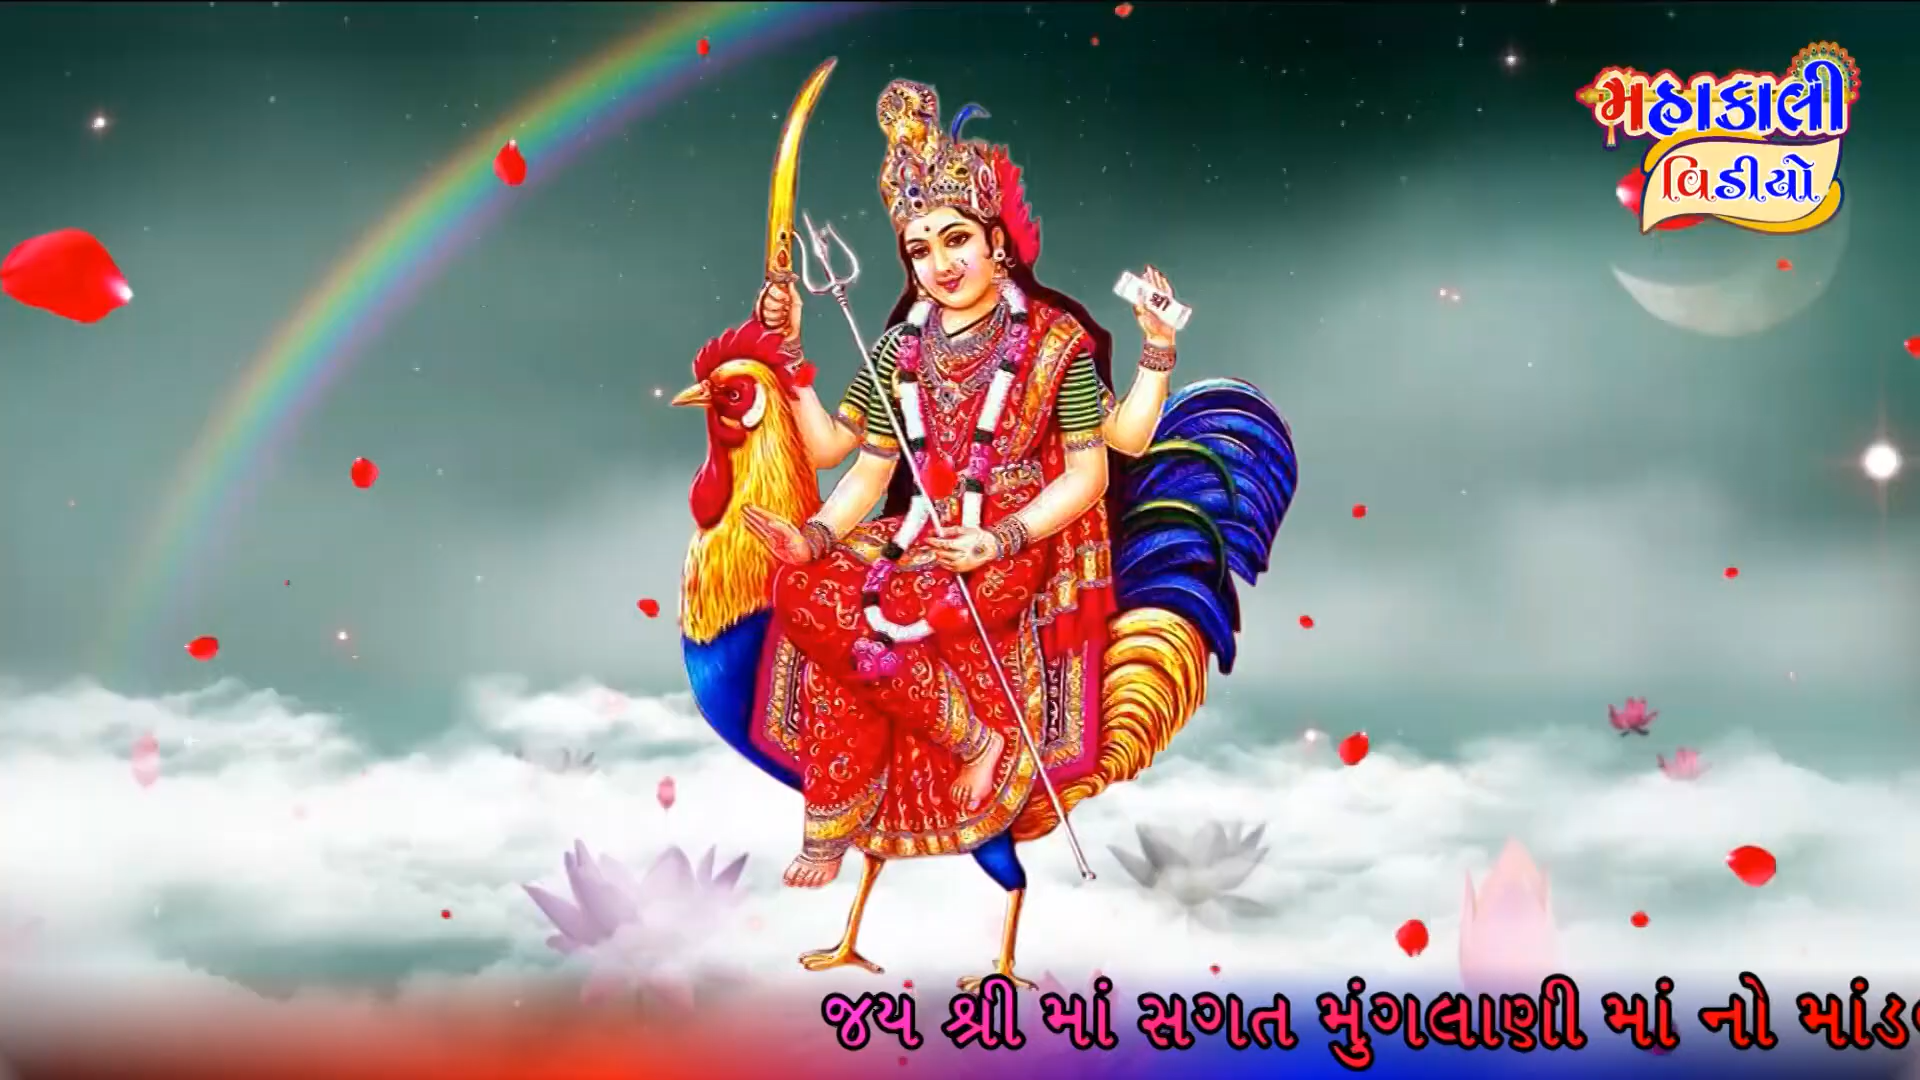 મહાકાલી
વિડીયો
જય શ્રી માં સગત મુંગલાણી માં નો